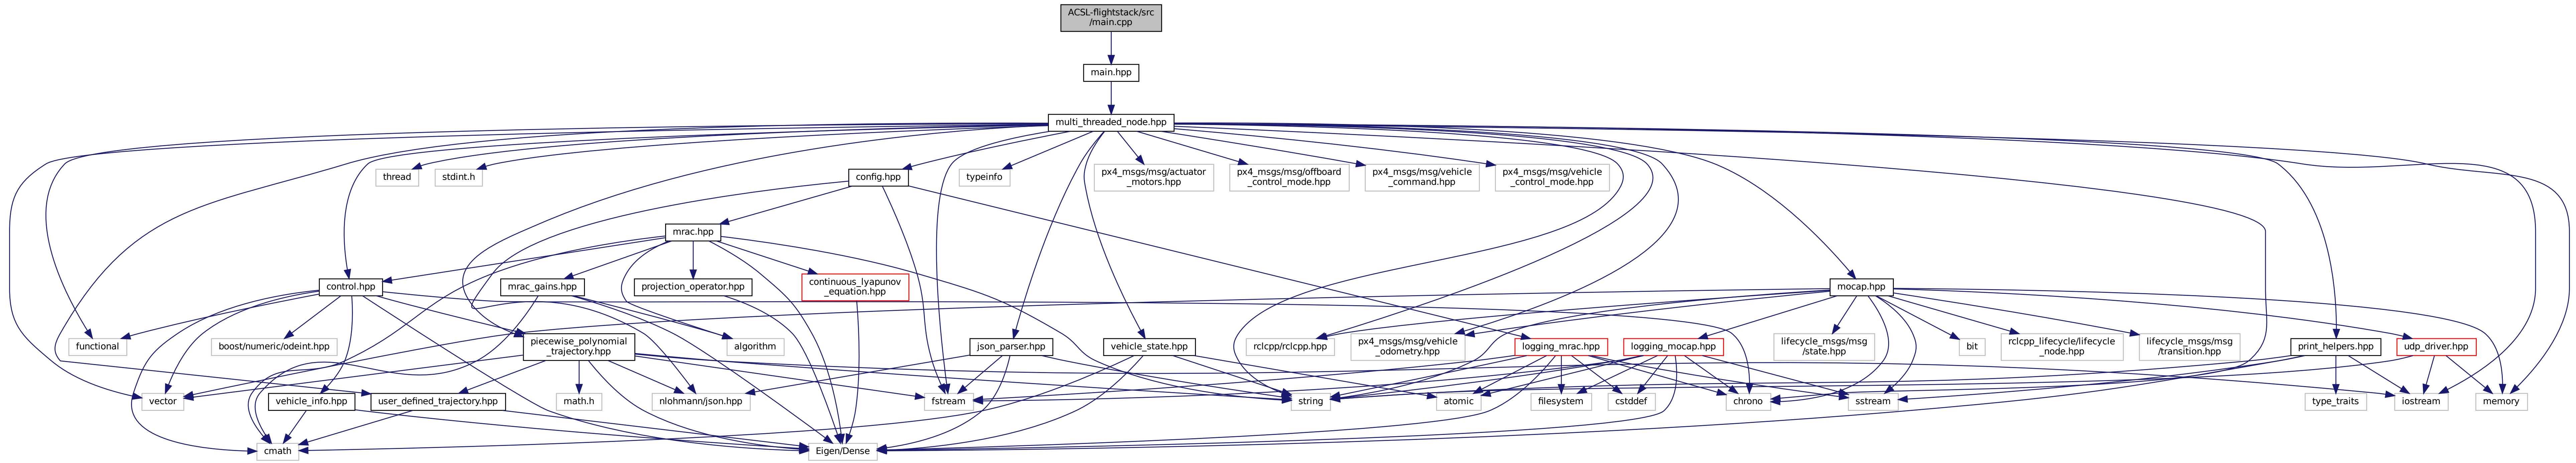 ACSL-flightstack/src
/main.cpp
main.hpp
multi_threaded_node.hpp
thread
stdint.h
config.hpp
typeinfo
px4_msgs/msg/actuator
_motors.hpp
px4_msgs/msg/offboard
_control_mode.hpp
px4_msgs/msg/vehicle
_command.hpp
px4_msgs/msg/vehicle
_control_mode.hpp
mrac.hpp
control.hpp
mrac_gains.hpp
projection_operator.hpp
continuous_lyapunov
_equation.hpp
mocap.hpp
functional
boost/numeric/odeint.hpp
piecewise_polynomial
_trajectory.hpp
algorithm
json_parser.hpp
vehicle_state.hpp
rclcpp/rclcpp.hpp
px4_msgs/msg/vehicle
_odometry.hpp
logging_mrac.hpp
logging_mocap.hpp
lifecycle_msgs/msg
/state.hpp
bit
rclcpp_lifecycle/lifecycle
_node.hpp
lifecycle_msgs/msg
/transition.hpp
print_helpers.hpp
udp_driver.hpp
vector
vehicle_info.hpp
user_defined_trajectory.hpp
math.h
nlohmann/json.hpp
fstream
string
atomic
filesystem
cstddef
chrono
sstream
type_traits
iostream
memory
cmath
Eigen/Dense